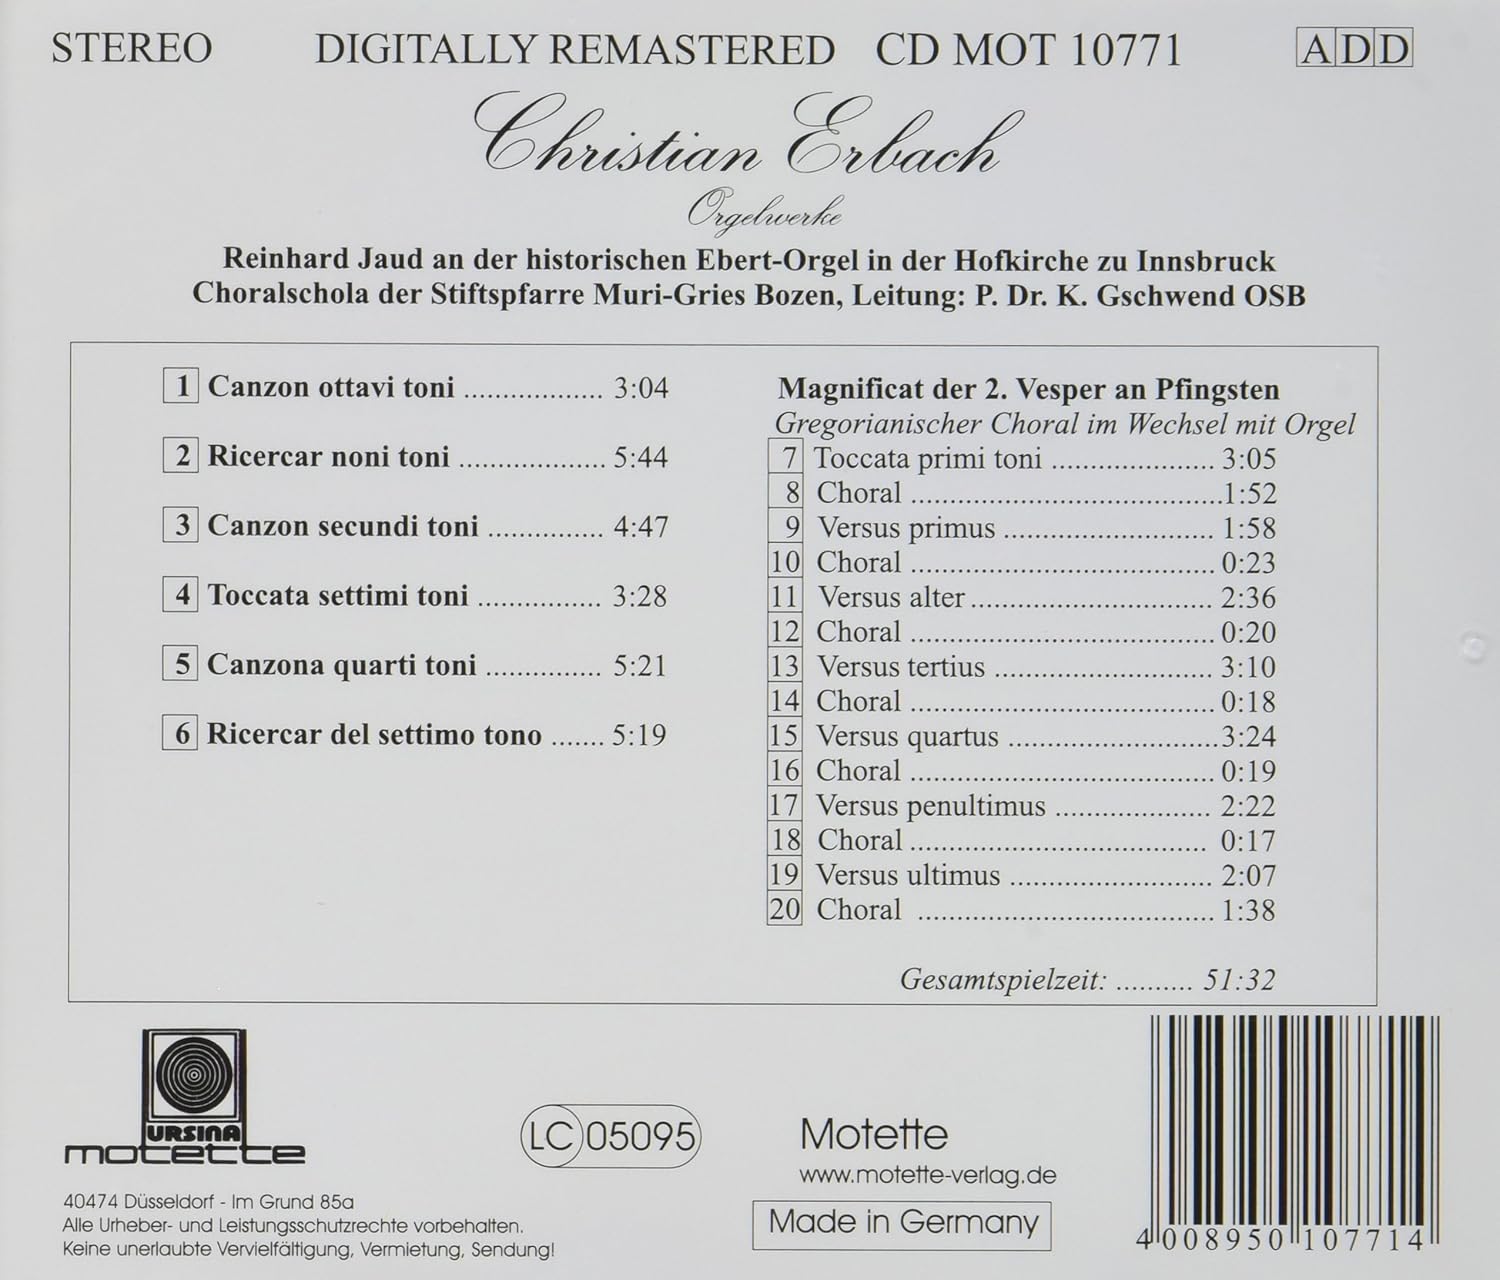 STEREO DIGITALLY REMASTERED CD MOT 10771 ADD
Christian Erbach
Orgelwerke
Reinhard Jaud an der historischen Ebert-Orgel in der Hofkirche zu Innsbruck
Choralschola der Stiftspfarre Muri-Gries Bozen, Leitung: P. Dr. K. Gschwend OSB
1 Canzon ottavi toni .................. 3:04
2 Ricercar noni toni ................... 5:44
3 Canzon secundi toni ............... 4:47
4 Toccata settimi toni ................ 3:28
5 Canzona quarti toni ............... 5:21
6 Ricercar del settimo tono ....... 5:19
Magnificat der 2. Vesper an Pfingsten
Gregorianischer Choral im Wechsel mit Orgel
7 Toccata primi toni ..................... 3:05
8 Choral ........................................1:52
9 Versus primus ........................... 1:58
10 Choral ....................................... 0:23
11 Versus alter ............................... 2:36
12 Choral ....................................... 0:20
13 Versus tertius ............................ 3:10
14 Choral ....................................... 0:18
15 Versus quartus ...........................3:24
16 Choral ....................................... 0:19
17 Versus penultimus .................... 2:22
18 Choral ...................................... 0:17
19 Versus ultimus .......................... 2:07
20 Choral ...................................... 1:38
Gesamtspielzeit: .......... 51:32
URSINA
motette
LC 05095
Motette
www.motette-verlag.de
Made in Germany
40474 Düsseldorf - Im Grund 85a
Alle Urheber- und Leistungsschutzrechte vorbehalten.
Keine unerlaubte Vervielfältigung, Vermietung, Sendung!
4 008950 107714